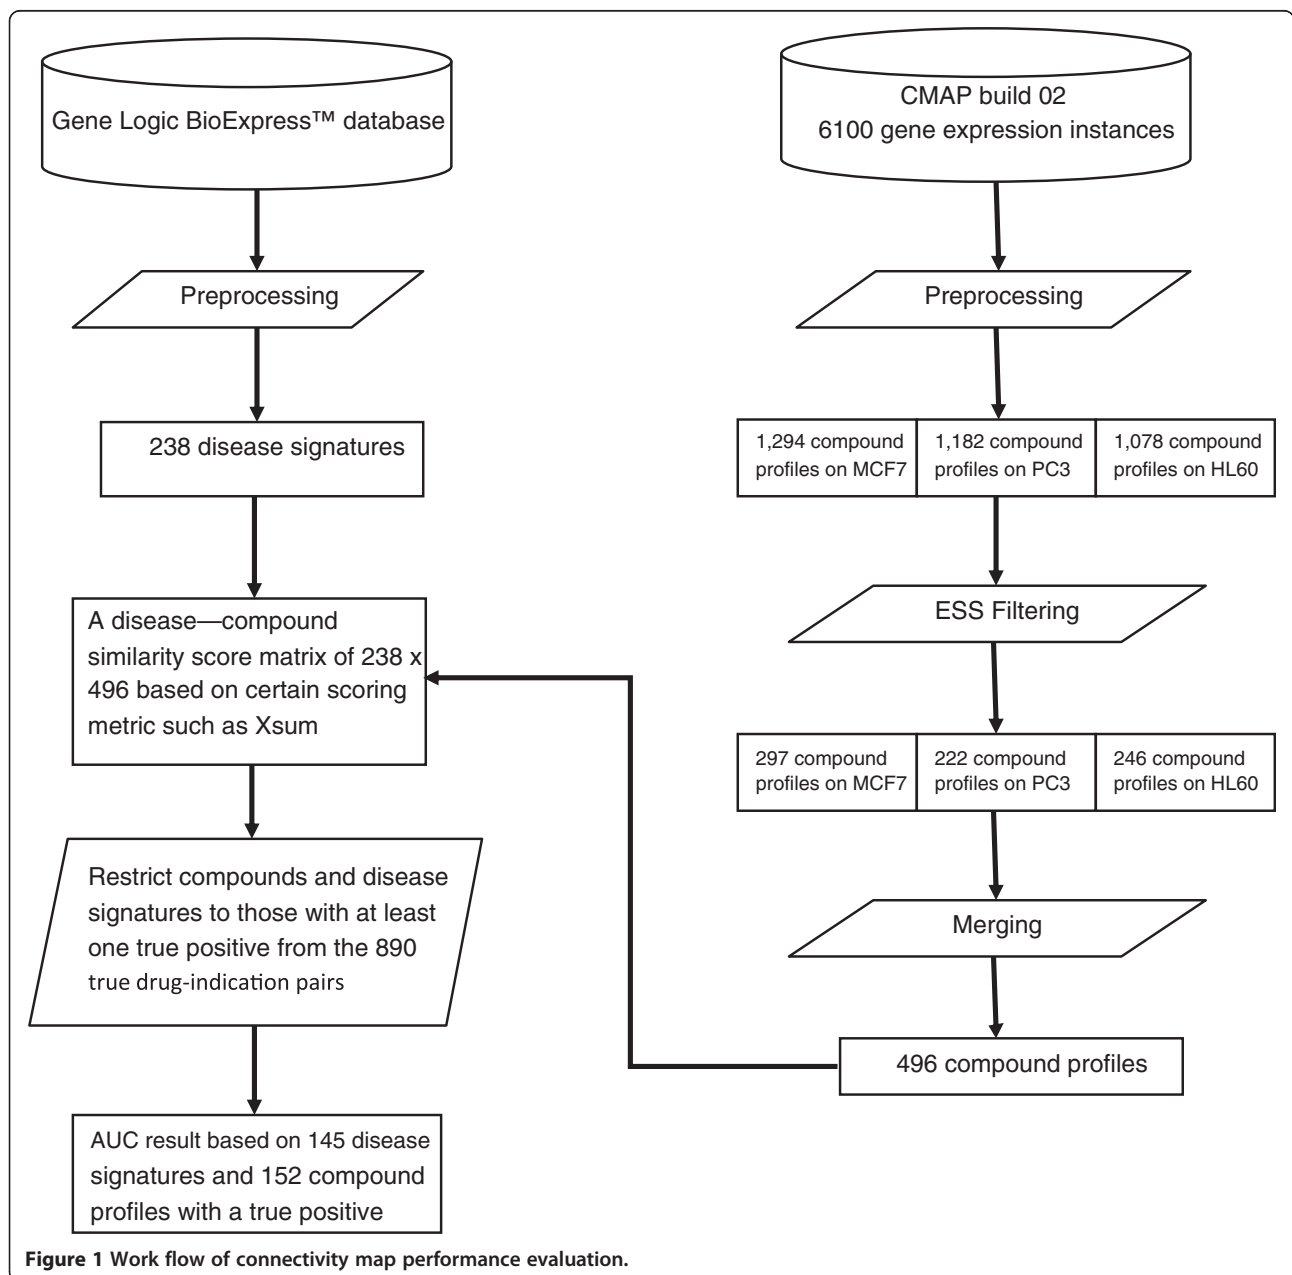 Gene Logic BioExpress™ database
Preprocessing
238 disease signatures
A disease—compound
similarity score matrix of 238 x
496 based on certain scoring
metric such as Xsum
Restrict compounds and disease
signatures to those with at least
one true positive from the 890
true drug-indication pairs
AUC result based on 145 disease
signatures and 152 compound
profiles with a true positive
CMAP build 02
6100 gene expression instances
Preprocessing
1,294 compound
profiles on MCF7
1,182 compound
profiles on PC3
1,078 compound
profiles on HL60
ESS Filtering
297 compound
profiles on MCF7
222 compound
profiles on PC3
246 compound
profiles on HL60
Merging
496 compound profiles
Figure 1 Work flow of connectivity map performance evaluation.